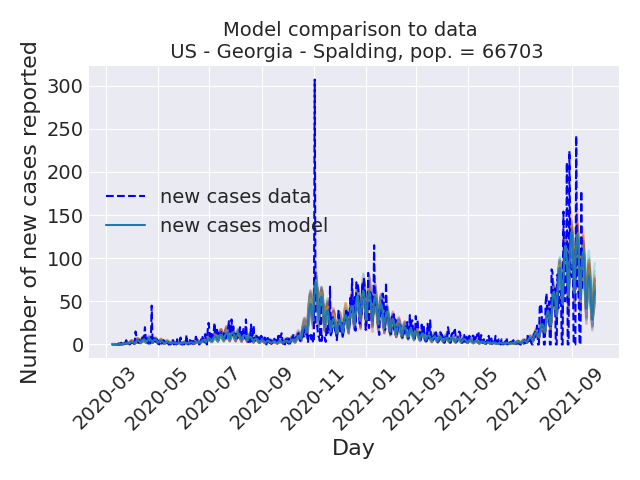 Model comparison to data
US - Georgia - Spalding, pop. = 66703
Number of new cases reported
300
250
200
150
100
50
0
new cases data
new cases model
2020-03
2020-05
2020-07
2020-09
2020-11
2021-01
2021-03
2021-05
2021-07
2021-09
Day